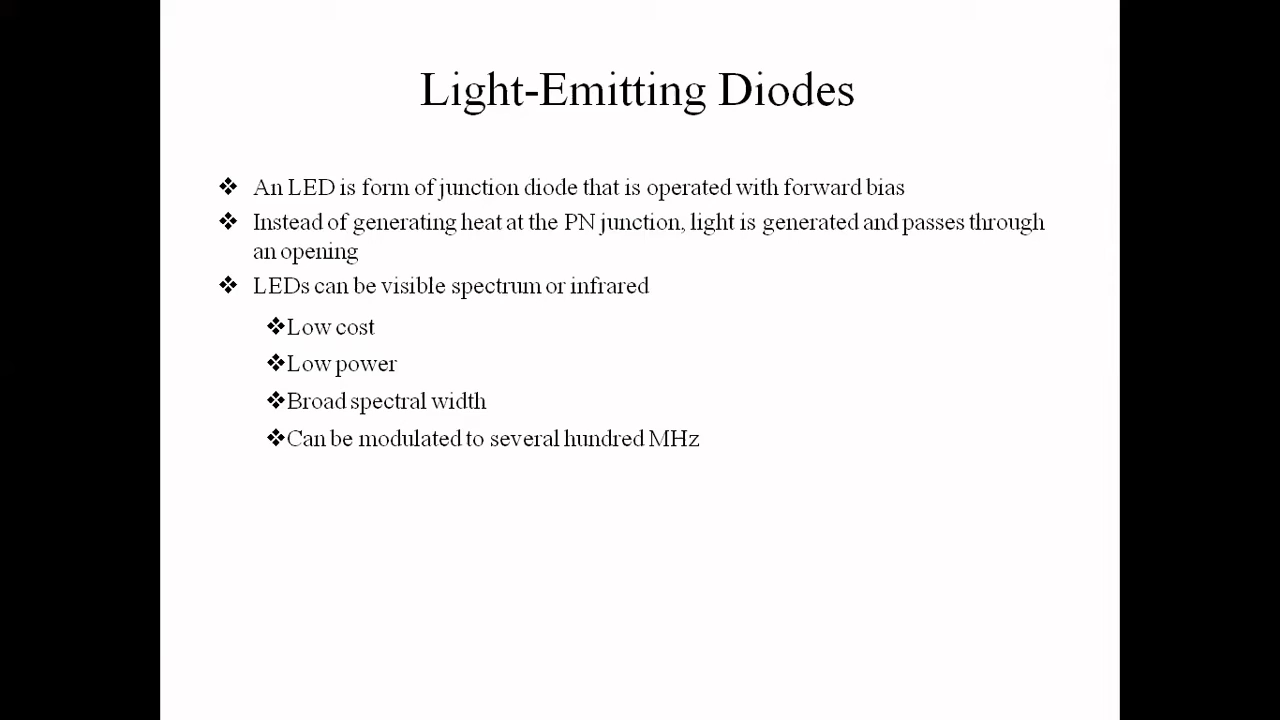 Light-Emitting Diodes
❖ An LED is form of junction diode that is operated with forward bias
❖ Instead of generating heat at the PN junction, light is generated and passes through
an opening
❖ LEDs can be visible spectrum or infrared
❖Low cost
❖Low power
❖Broad spectral width
❖Can be modulated to several hundred MHz